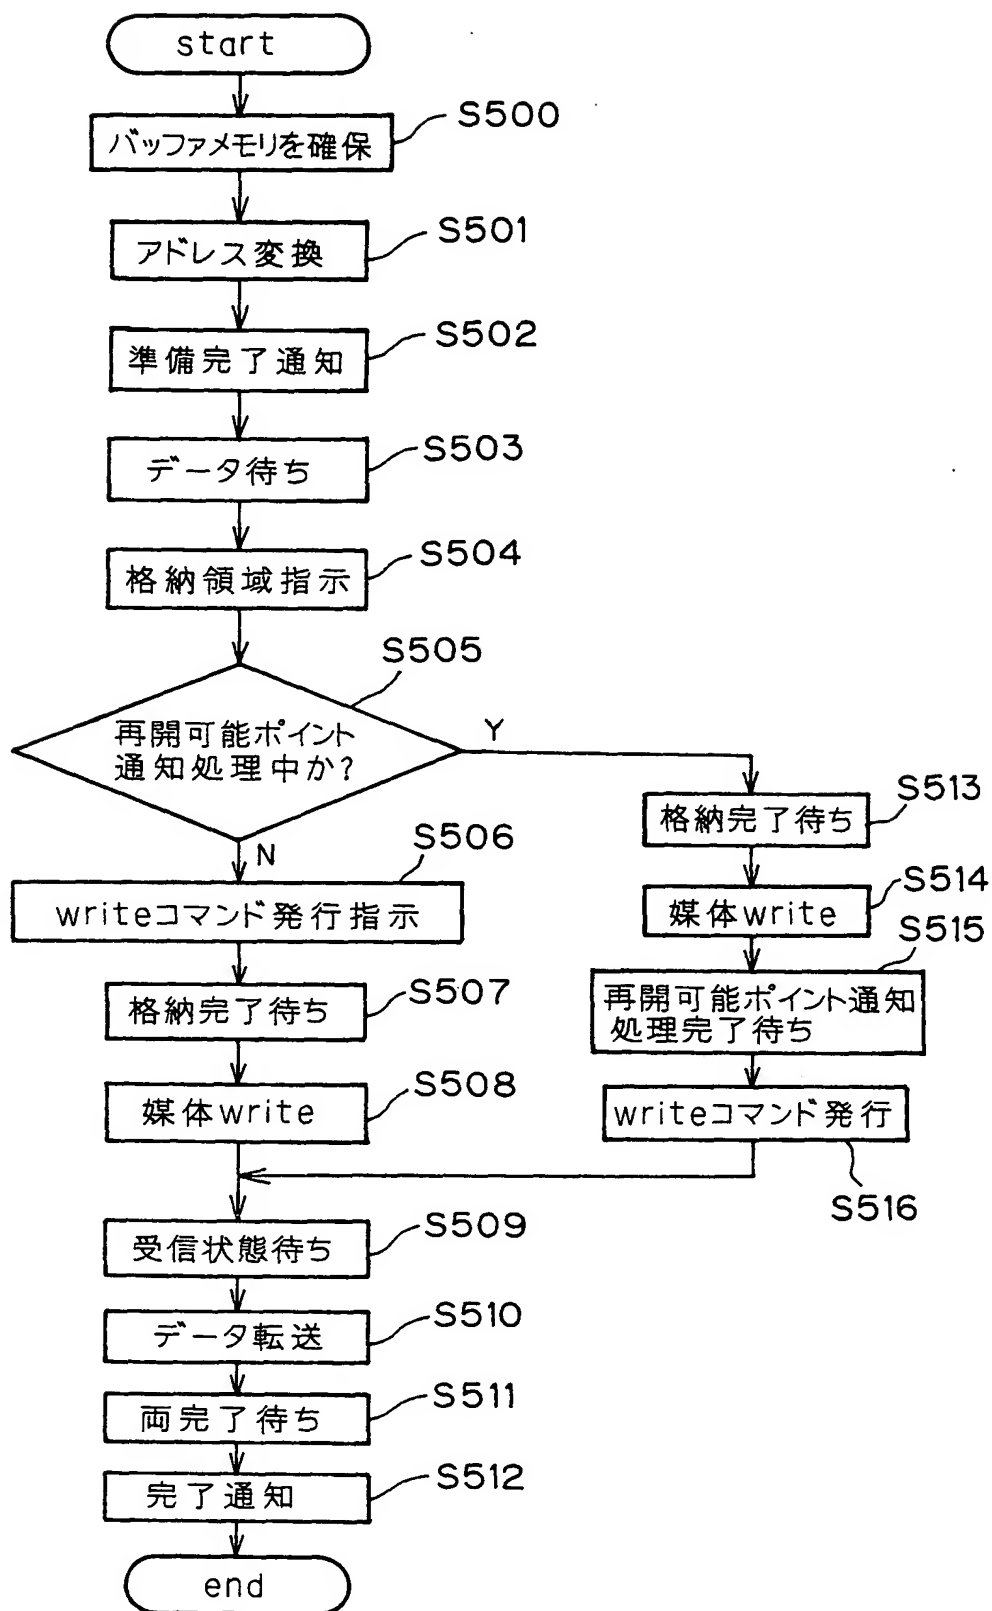 start
バッファメモリを確保
S500
アドレス変換
S501
準備完了通知
S502
データ待ち
S503
格納領域指示
S504
再開可能ポイント
通知処理中か?
S505
Y
N
writeコマンド発行指示
S506
格納完了待ち
S507
媒体write
S508
格納完了待ち
S513
媒体write
S514
再開可能ポイント通知
処理完了待ち
S515
writeコマンド発行
S516
受信状態待ち
S509
データ転送
S510
両完了待ち
S511
完了通知
S512
end